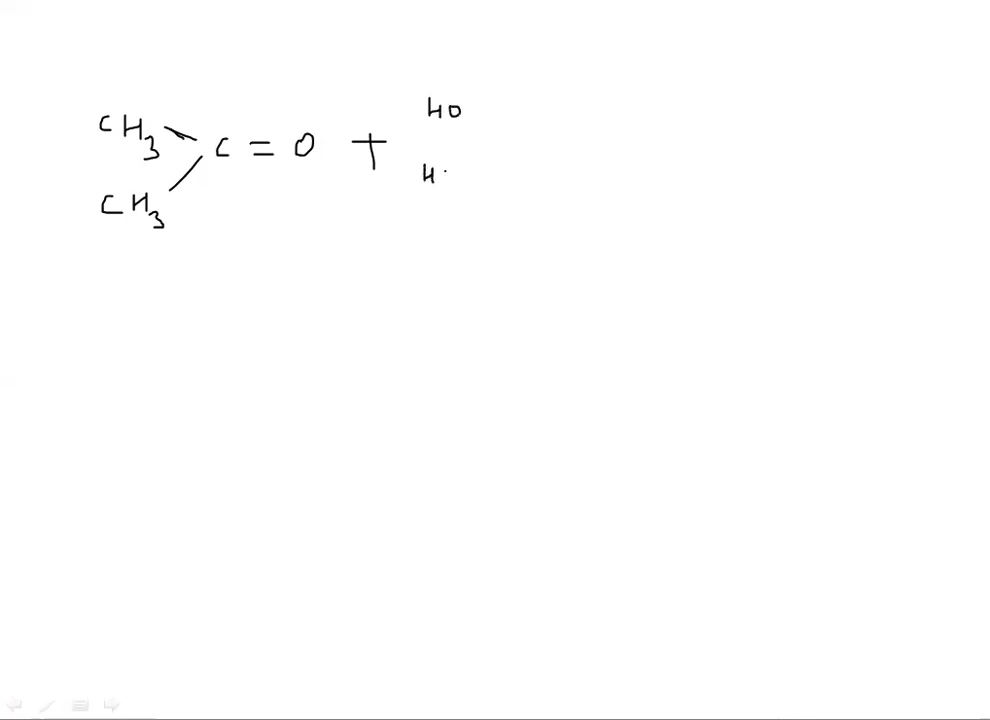 HO
CH3
C = O +
H
CH3